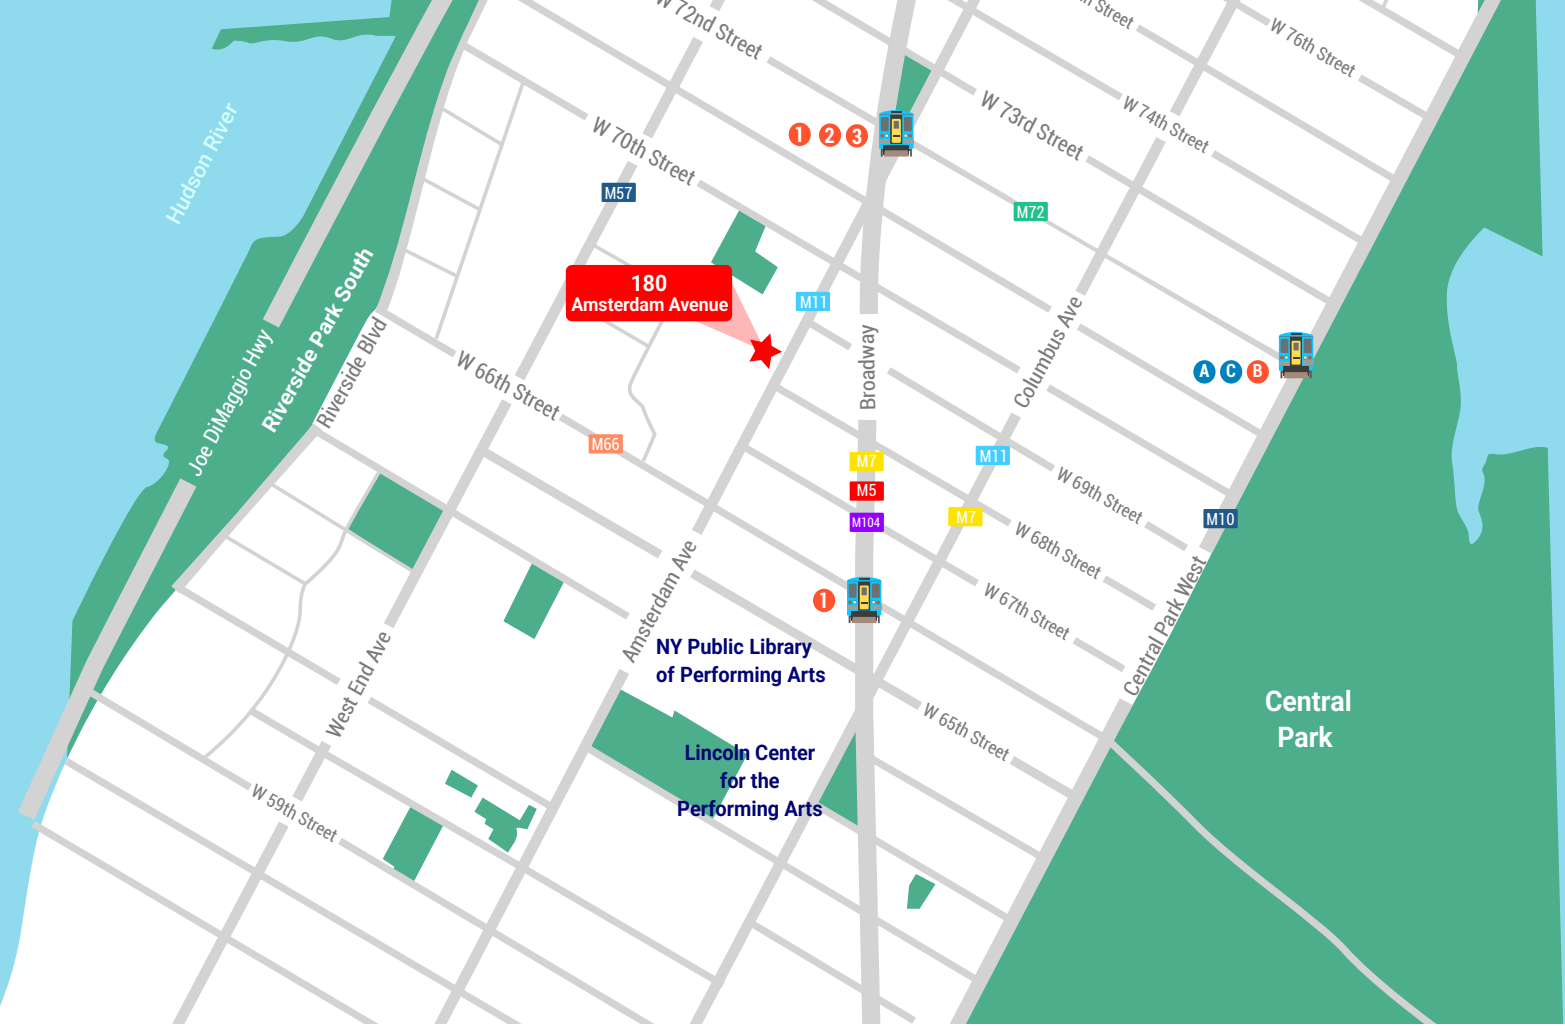 W 72nd Street
h Street
W 76th Street
W 73rd Street
W 74th Street
Hudson River
1 2 3
W 70th Street
M57
M72
Riverside Park South
180
Amsterdam Avenue
M11
Joe DiMaggio Hwy
Riverside Blvd
W 66th Street
Broadway
Columbus Ave
A C B
M66
M7
M5
M104
M11
M7
W 69th Street
M10
W 68th Street
W 67th Street
1
Amsterdam Ave
Central Park West
NY Public Library
of Performing Arts
West End Ave
Central
Park
W 65th Street
Lincoln Center
for the
Performing Arts
W 59th Street